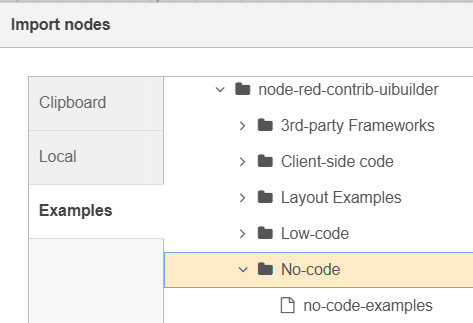 Import nodes
Clipboard
Local
Examples
node-red-contrib-uibuilder
3rd-party Frameworks
Client-side code
Layout Examples
Low-code
No-code
no-code-examples